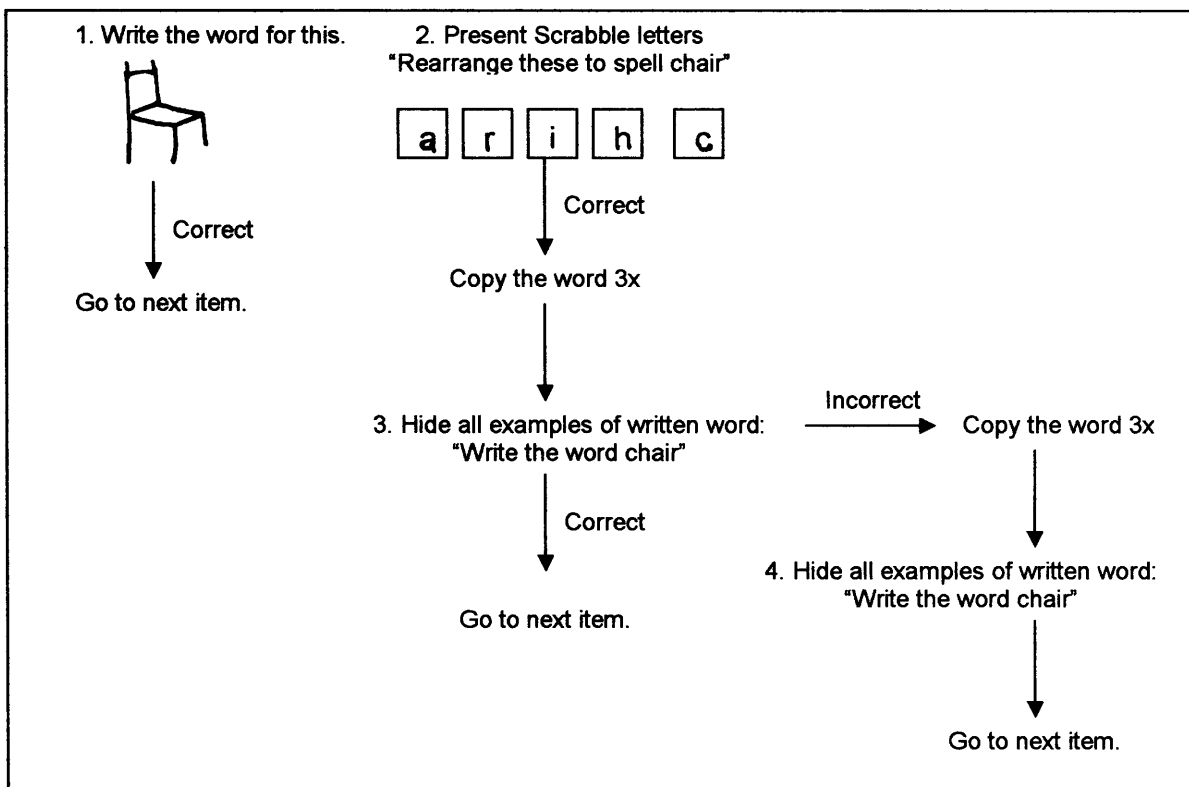 1. Write the word for this.
2. Present Scrabble letters
“Rearrange these to spell chair”
a r i h c
Correct
Correct
Go to next item.
Copy the word 3x
3. Hide all examples of written word:
“Write the word chair”
Incorrect
Copy the word 3x
Correct
4. Hide all examples of written word:
“Write the word chair”
Go to next item.
Go to next item.